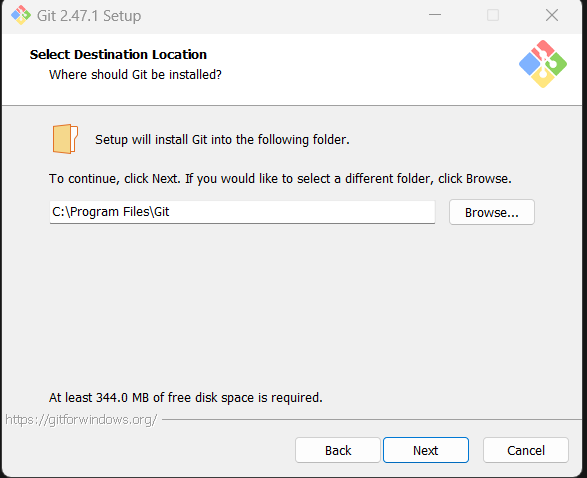 Git 2.47.1 Setup
Select Destination Location
Where should Git be installed?
Setup will install Git into the following folder.
To continue, click Next. If you would like to select a different folder, click Browse.
C:\Program Files\Git
Browse...
At least 344.0 MB of free disk space is required.
https://gitforwindows.org/
Back
Next
Cancel